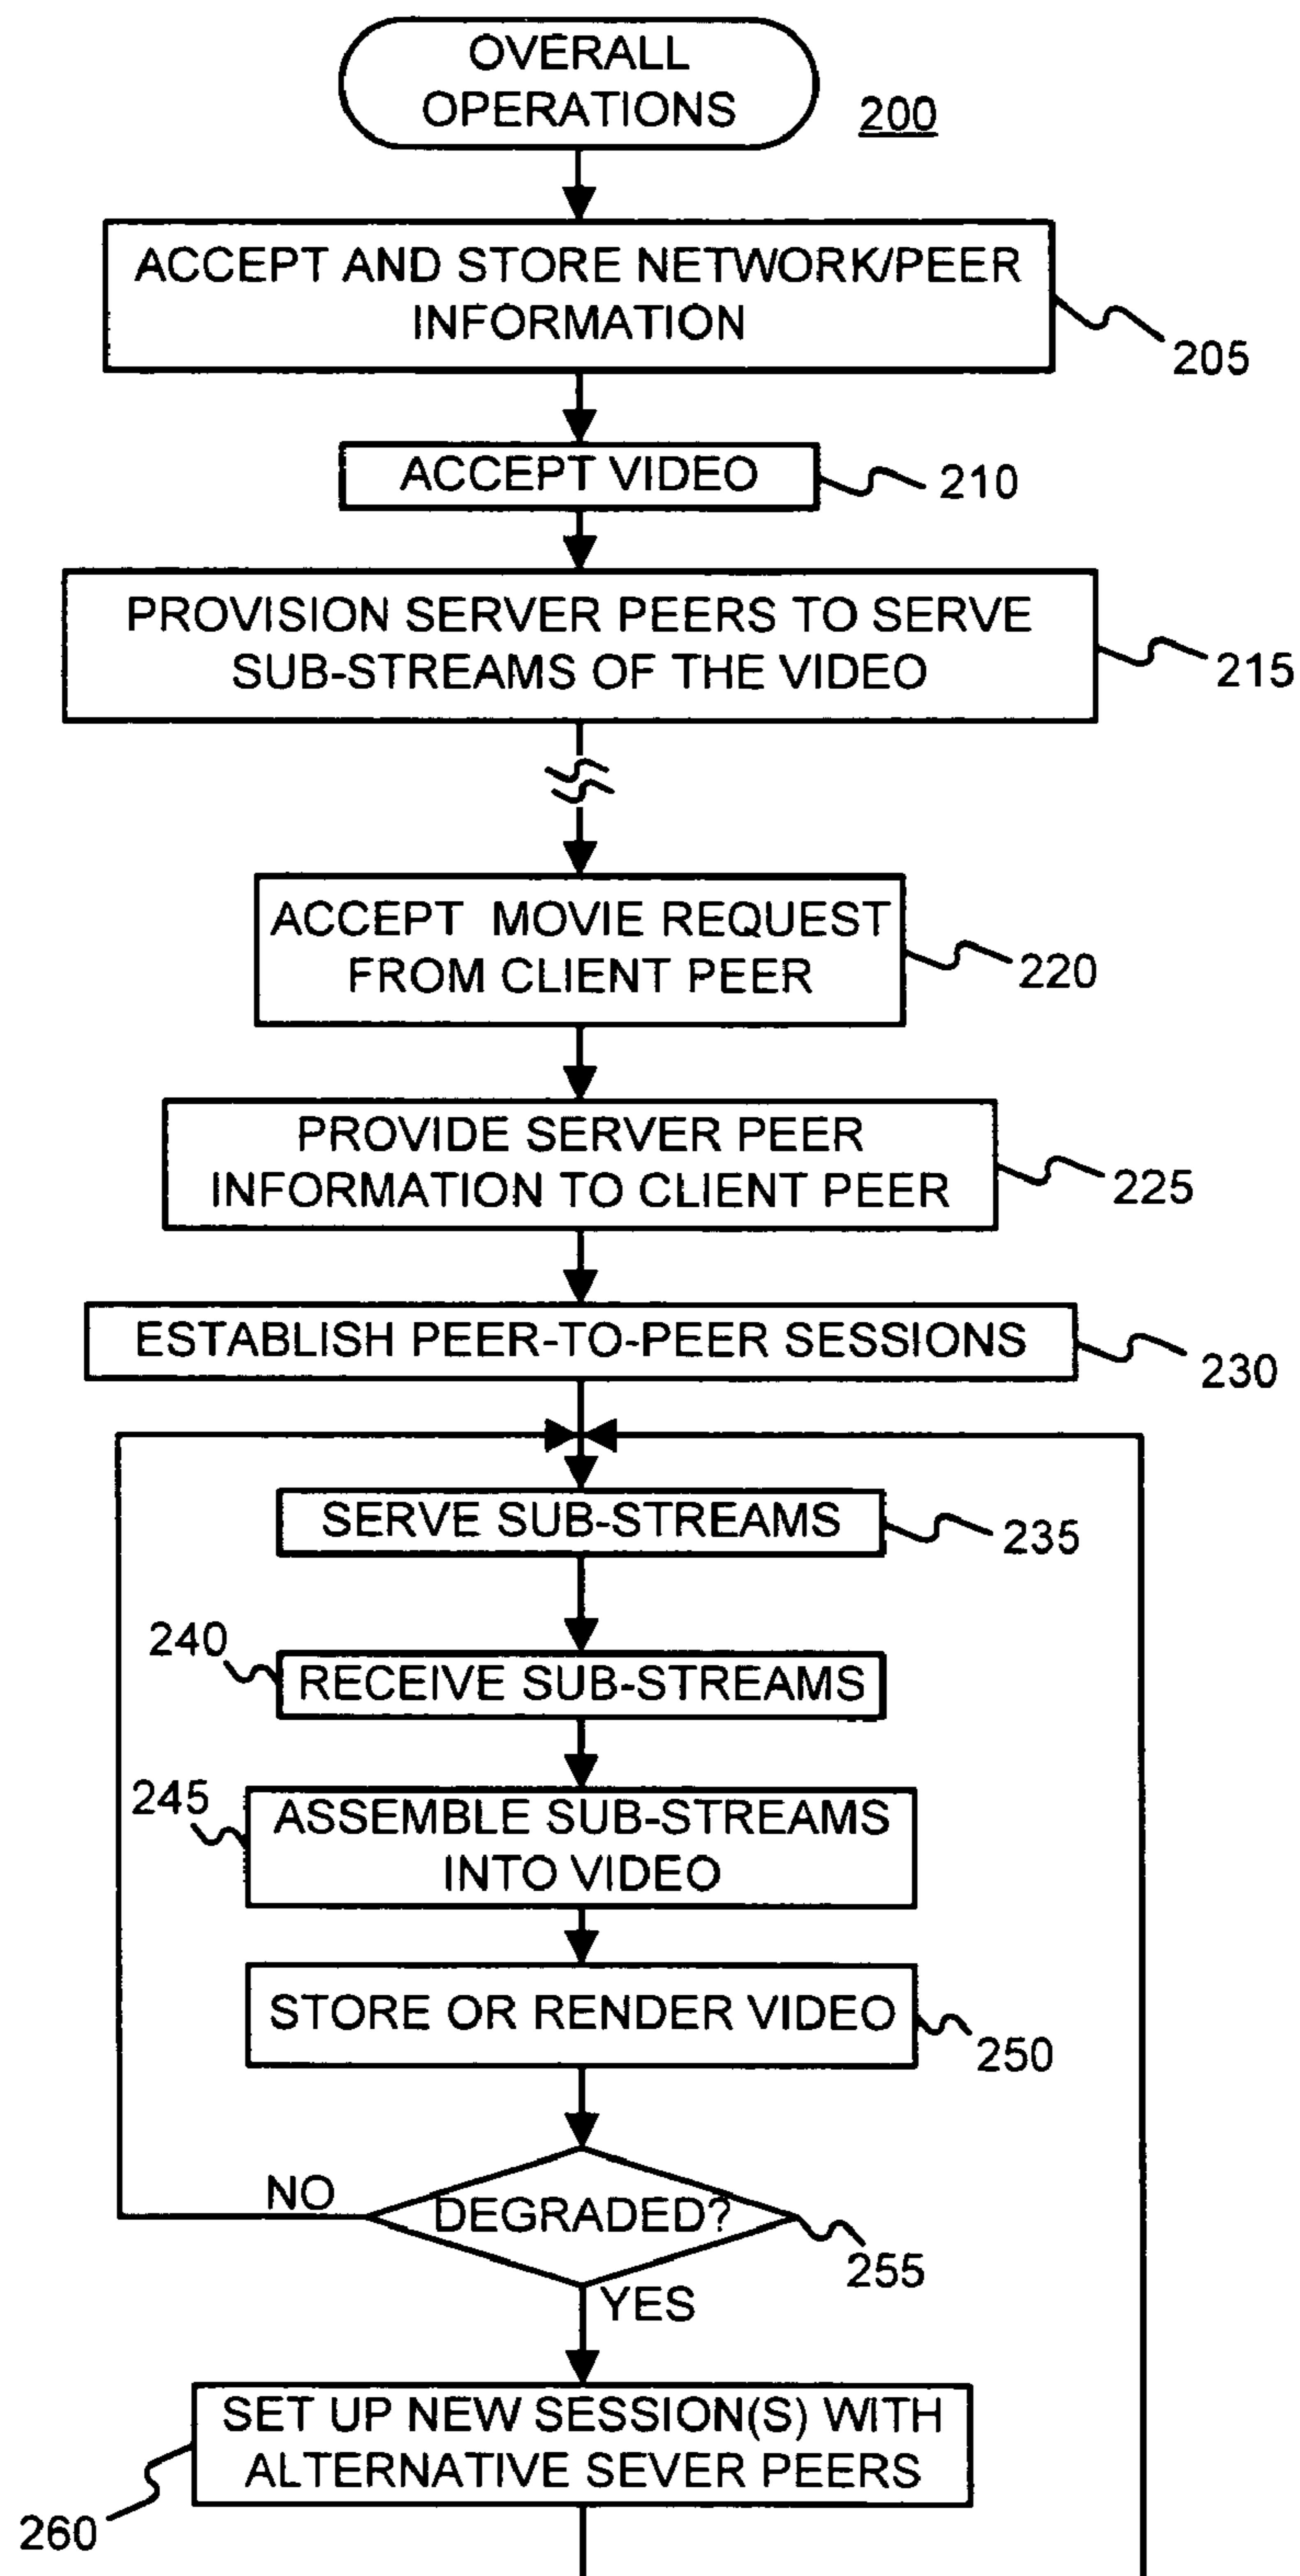 OVERALL
OPERATIONS
200
ACCEPT AND STORE NETWORK/PEER
INFORMATION
205
ACCEPT VIDEO
210
PROVISION SERVER PEERS TO SERVE
SUB-STREAMS OF THE VIDEO
215
ACCEPT MOVIE REQUEST
FROM CLIENT PEER
220
PROVIDE SERVER PEER
INFORMATION TO CLIENT PEER
225
ESTABLISH PEER-TO-PEER SESSIONS
230
SERVE SUB-STREAMS
235
240
RECEIVE SUB-STREAMS
245
ASSEMBLE SUB-STREAMS
INTO VIDEO
STORE OR RENDER VIDEO
250
NO
DEGRADED?
255
YES
SET UP NEW SESSION(S) WITH
ALTERNATIVE SEVER PEERS
260